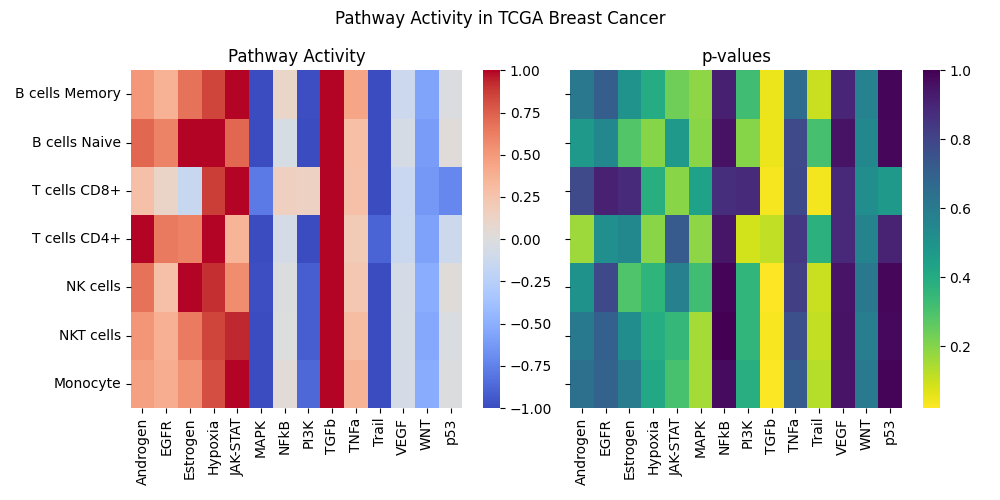 Pathway Activity in TCGA Breast Cancer
Pathway Activity
p-values
B cells Memory
B cells Naive
T cells CD8+
T cells CD4+
NK cells
NKT cells
Monocyte
1.00
0.75
0.50
0.25
0.00
−0.25
−0.50
−0.75
−1.00
1.0
0.8
0.6
0.4
0.2
Androgen
EGFR
Estrogen
Hypoxia
JAK-STAT
MAPK
NFkB
PI3K
TGFb
TNFa
Trail
VEGF
WNT
p53
Androgen
EGFR
Estrogen
Hypoxia
JAK-STAT
MAPK
NFkB
PI3K
TGFb
TNFa
Trail
VEGF
WNT
p53